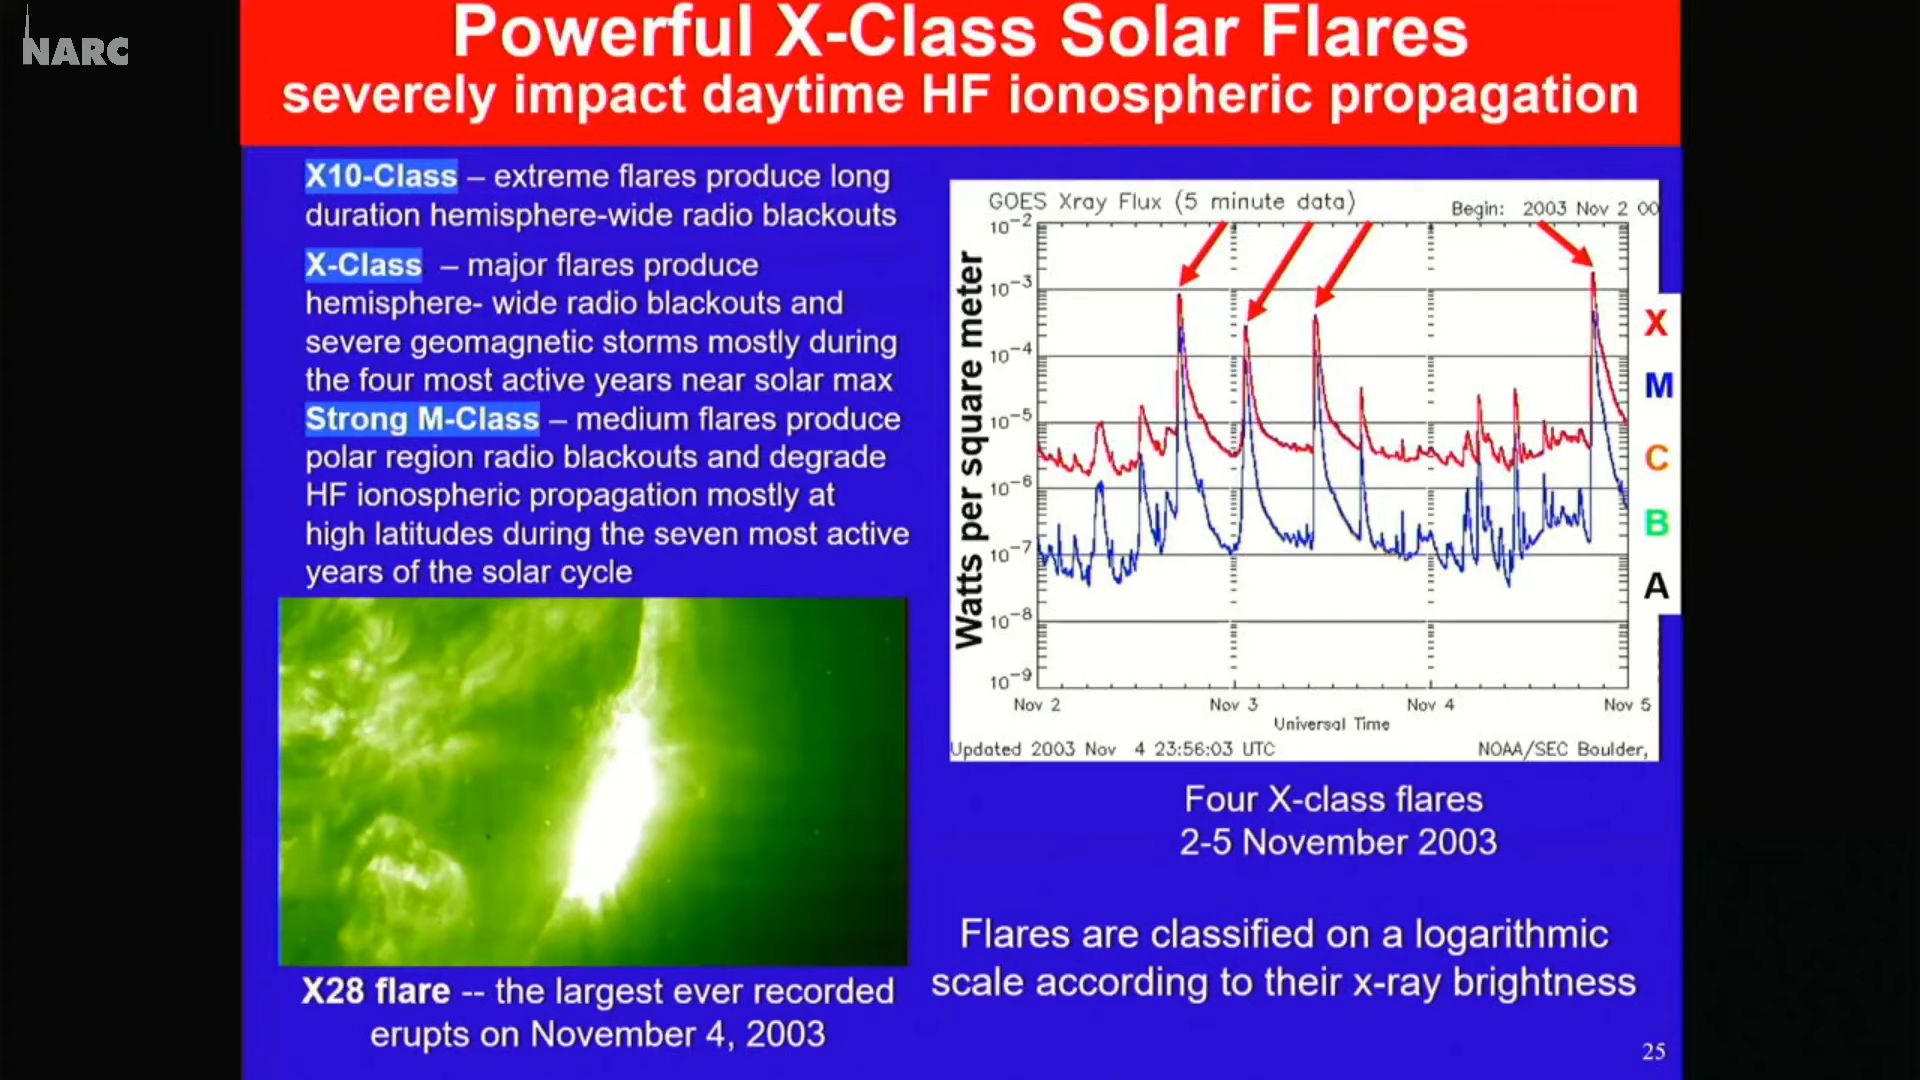 NARC
Powerful X-Class Solar Flares
severely impact daytime HF ionospheric propagation
X10-Class – extreme flares produce long
duration hemisphere-wide radio blackouts
X-Class – major flares produce
hemisphere- wide radio blackouts and
severe geomagnetic storms mostly during
the four most active years near solar max
Strong M-Class – medium flares produce
polar region radio blackouts and degrade
HF ionospheric propagation mostly at
high latitudes during the seven most active
years of the solar cycle
X28 flare -- the largest ever recorded
erupts on November 4, 2003
GOES Xray Flux (5 minute data)
Begin: 2003 Nov 2 00
Watts per square meter
10⁻²
10⁻³
10⁻⁴
10⁻⁵
10⁻⁶
10⁻⁷
10⁻⁸
10⁻⁹
X
M
C
B
A
Nov 2 Nov 3 Nov 4 Nov 5
Universal Time
Updated 2003 Nov 4 23:56:03 UTC
NOAA/SEC Boulder,
Four X-class flares
2-5 November 2003
Flares are classified on a logarithmic
scale according to their x-ray brightness
25